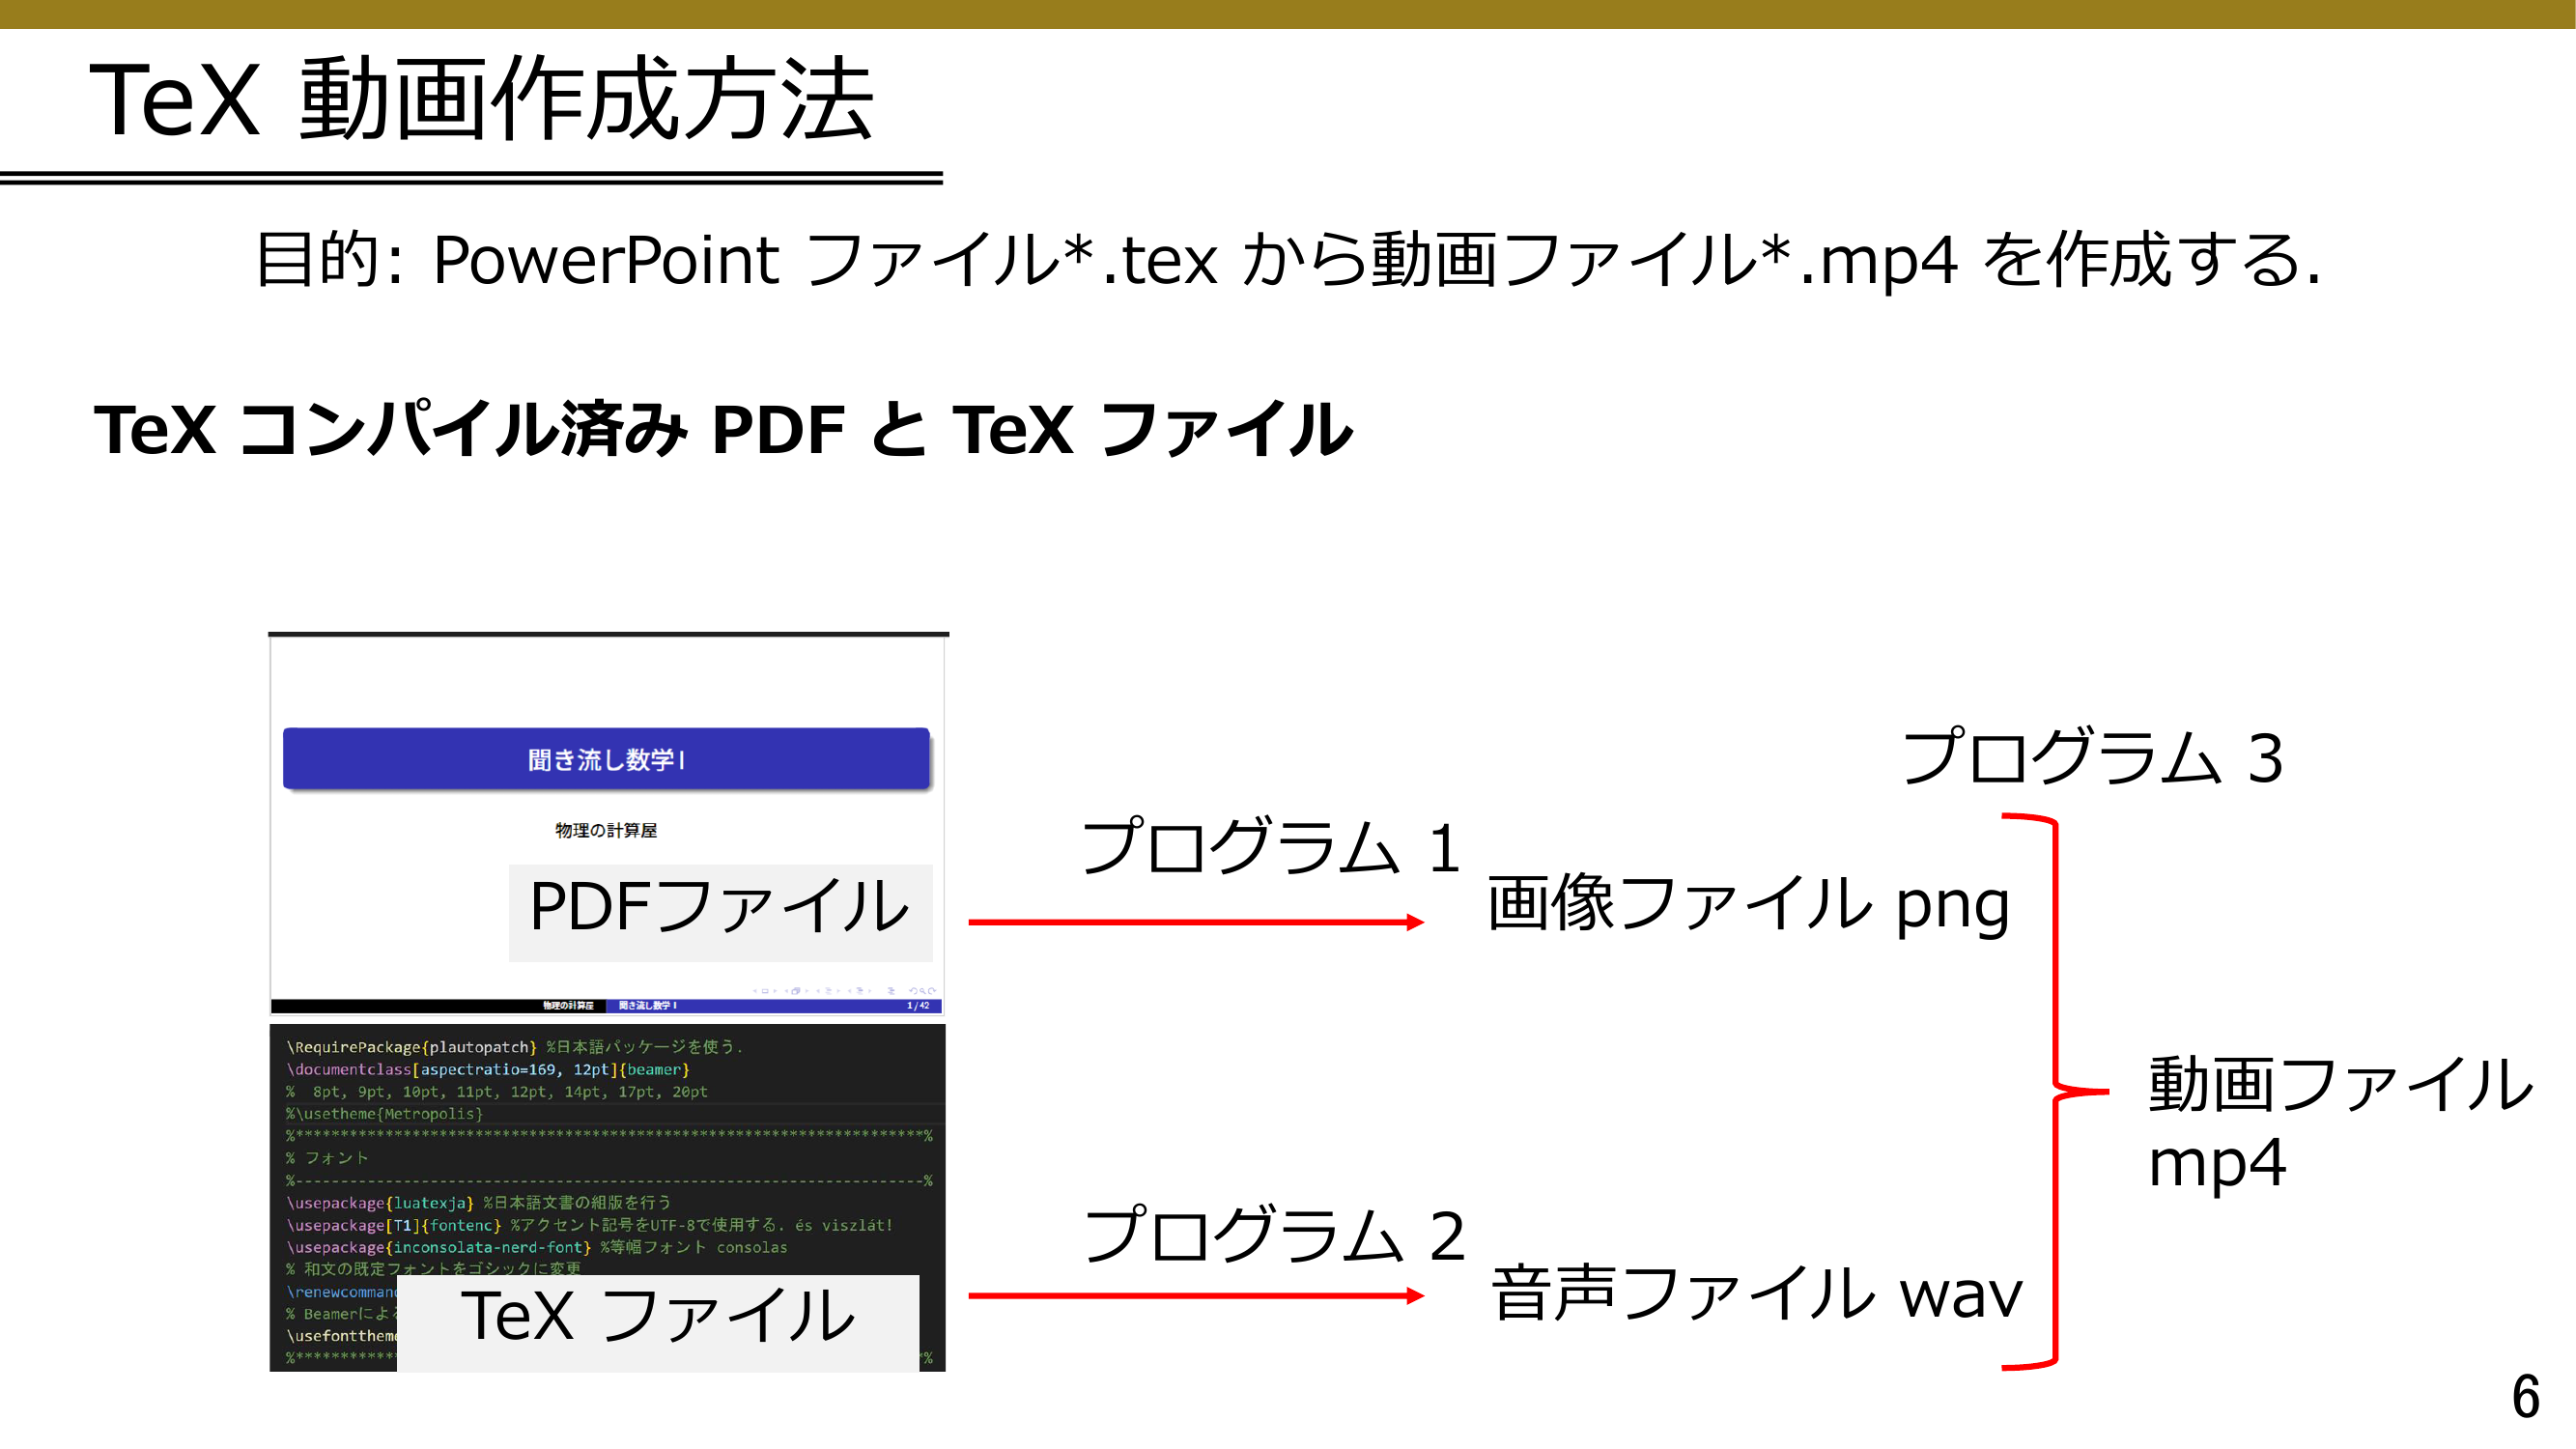 TeX 動画作成方法
目的: PowerPoint ファイル*.tex から動画ファイル*.mp4 を作成する.
TeX コンパイル済み PDF と TeX ファイル
聞き流し数学I
物理の計算屋
PDFファイル
物理の計算屋 聞き流し数学 I 1 / 42
\RequirePackage{plautopatch} %日本語パッケージを使う.
\documentclass[aspectratio=169, 12pt]{beamer}
%  8pt, 9pt, 10pt, 11pt, 12pt, 14pt, 17pt, 20pt
%\usetheme{Metropolis}
%**********************************************************************%
% フォント
%----------------------------------------------------------------------%
\usepackage{luatexja} %日本語文書の組版を行う
\usepackage[T1]{fontenc} %アクセント記号をUTF-8で使用する. és viszlát!
\usepackage{inconsolata-nerd-font} %等幅フォント consolas
% 和文の既定フォントをゴシックに変更
\renewcomman
% Beamerによ
\usefonttheme
%************ *%
TeX ファイル
プログラム 1
画像ファイル png
プログラム 2
音声ファイル wav
プログラム 3
動画ファイル
mp4
6